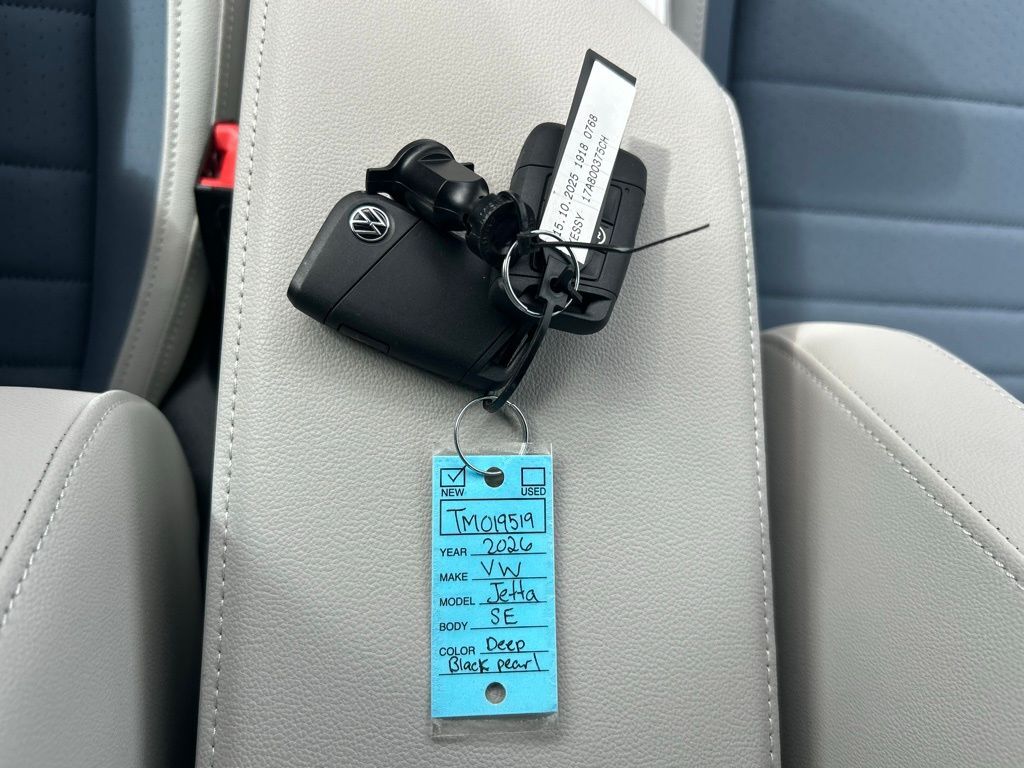 15.10.2025 1918 0768
ESSY 17A800375CH
NEW USED
TM019519
YEAR 2026
MAKE VW
MODEL Jetta
BODY SE
COLOR Deep
Black pearl